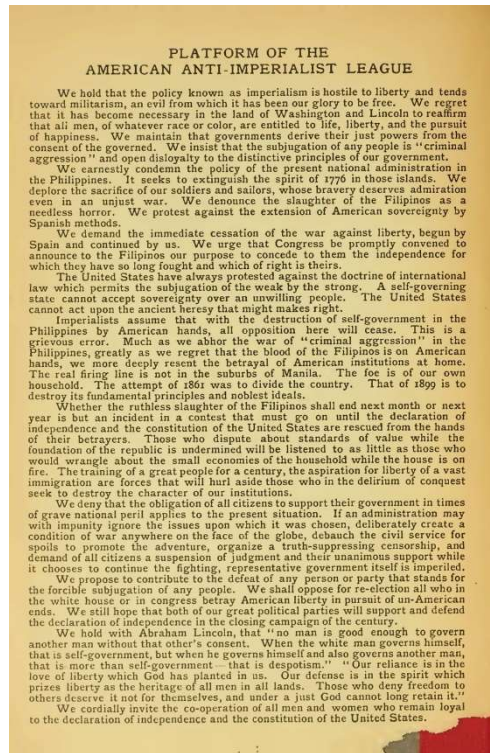 PLATFORM OF THE
AMERICAN ANTI-IMPERIALIST LEAGUE
We hold that the policy known as imperialism is hostile to liberty and tends
toward militarism, an evil from which it has been our glory to be free. We regret
that it has become necessary in the land of Washington and Lincoln to reaffirm
that all men, of whatever race or color, are entitled to life, liberty, and the pursuit
of happiness. We maintain that governments derive their just powers from the
consent of the governed. We insist that the subjugation of any people is "criminal
aggression" and open disloyalty to the distinctive principles of our government.
We earnestly condemn the policy of the present national administration in
the Philippines. It seeks to extinguish the spirit of 1776 in those islands. We
deplore the sacrifice of our soldiers and sailors, whose bravery deserves admiration
even in an unjust war. We denounce the slaughter of the Filipinos as a
needless horror. We protest against the extension of American sovereignty by
Spanish methods.
We demand the immediate cessation of the war against liberty, begun by
Spain and continued by us. We urge that Congress be promptly convened to
announce to the Filipinos our purpose to concede to them the independence for
which they have so long fought and which of right is theirs.
The United States have always protested against the doctrine of international
law which permits the subjugation of the weak by the strong. A self-governing
state cannot accept sovereignty over an unwilling people. The United States
cannot act upon the ancient heresy that might makes right.
Imperialists assume that with the destruction of self-government in the
Philippines by American hands, all opposition here will cease. This is a
grievous error. Much as we abhor the war of "criminal aggression" in the
Philippines, greatly as we regret that the blood of the Filipinos is on American
hands, we more deeply resent the betrayal of American institutions at home.
The real firing line is not in the suburbs of Manila. The foe is of our own
household. The attempt of 1861 was to divide the country. That of 1899 is to
destroy its fundamental principles and noblest ideals.
Whether the ruthless slaughter of the Filipinos shall end next month or next
year is but an incident in a contest that must go on until the declaration of
independence and the constitution of the United States are rescued from the hands
of their betrayers. Those who dispute about standards of value while the
foundation of the republic is undermined will be listened to as little as those who
would wrangle about the small economies of the household while the house is on
fire. The training of a great people for a century, the aspiration for liberty of a vast
immigration are forces that will hurl aside those who in the delirium of conquest
seek to destroy the character of our institutions.
We deny that the obligation of all citizens to support their government in times
of grave national peril applies to the present situation. If an administration may
with impunity ignore the issues upon which it was chosen, deliberately create a
condition of war anywhere on the face of the globe, debauch the civil service for
spoils to promote the adventure, organize a truth-suppressing censorship, and
demand of all citizens a suspension of judgment and their unanimous support while
it chooses to continue the fighting, representative government itself is imperiled.
We propose to contribute to the defeat of any person or party that stands for
the forcible subjugation of any people. We shall oppose for re-election all who in
the white house or in congress betray American liberty in pursuit of un-American
ends. We still hope that both of our great political parties will support and defend
the declaration of independence in the closing campaign of the century.
We hold with Abraham Lincoln, that "no man is good enough to govern
another man without that other's consent. When the white man governs himself,
that is self-government, but when he governs himself and also governs another man,
that is more than self-government — that is despotism." "Our reliance is in the
love of liberty which God has planted in us. Our defense is in the spirit which
prizes liberty as the heritage of all men in all lands. Those who deny freedom to
others deserve it not for themselves, and under a just God cannot long retain it."
We cordially invite the co-operation of all men and women who remain loyal
to the declaration of independence and the constitution of the United States.